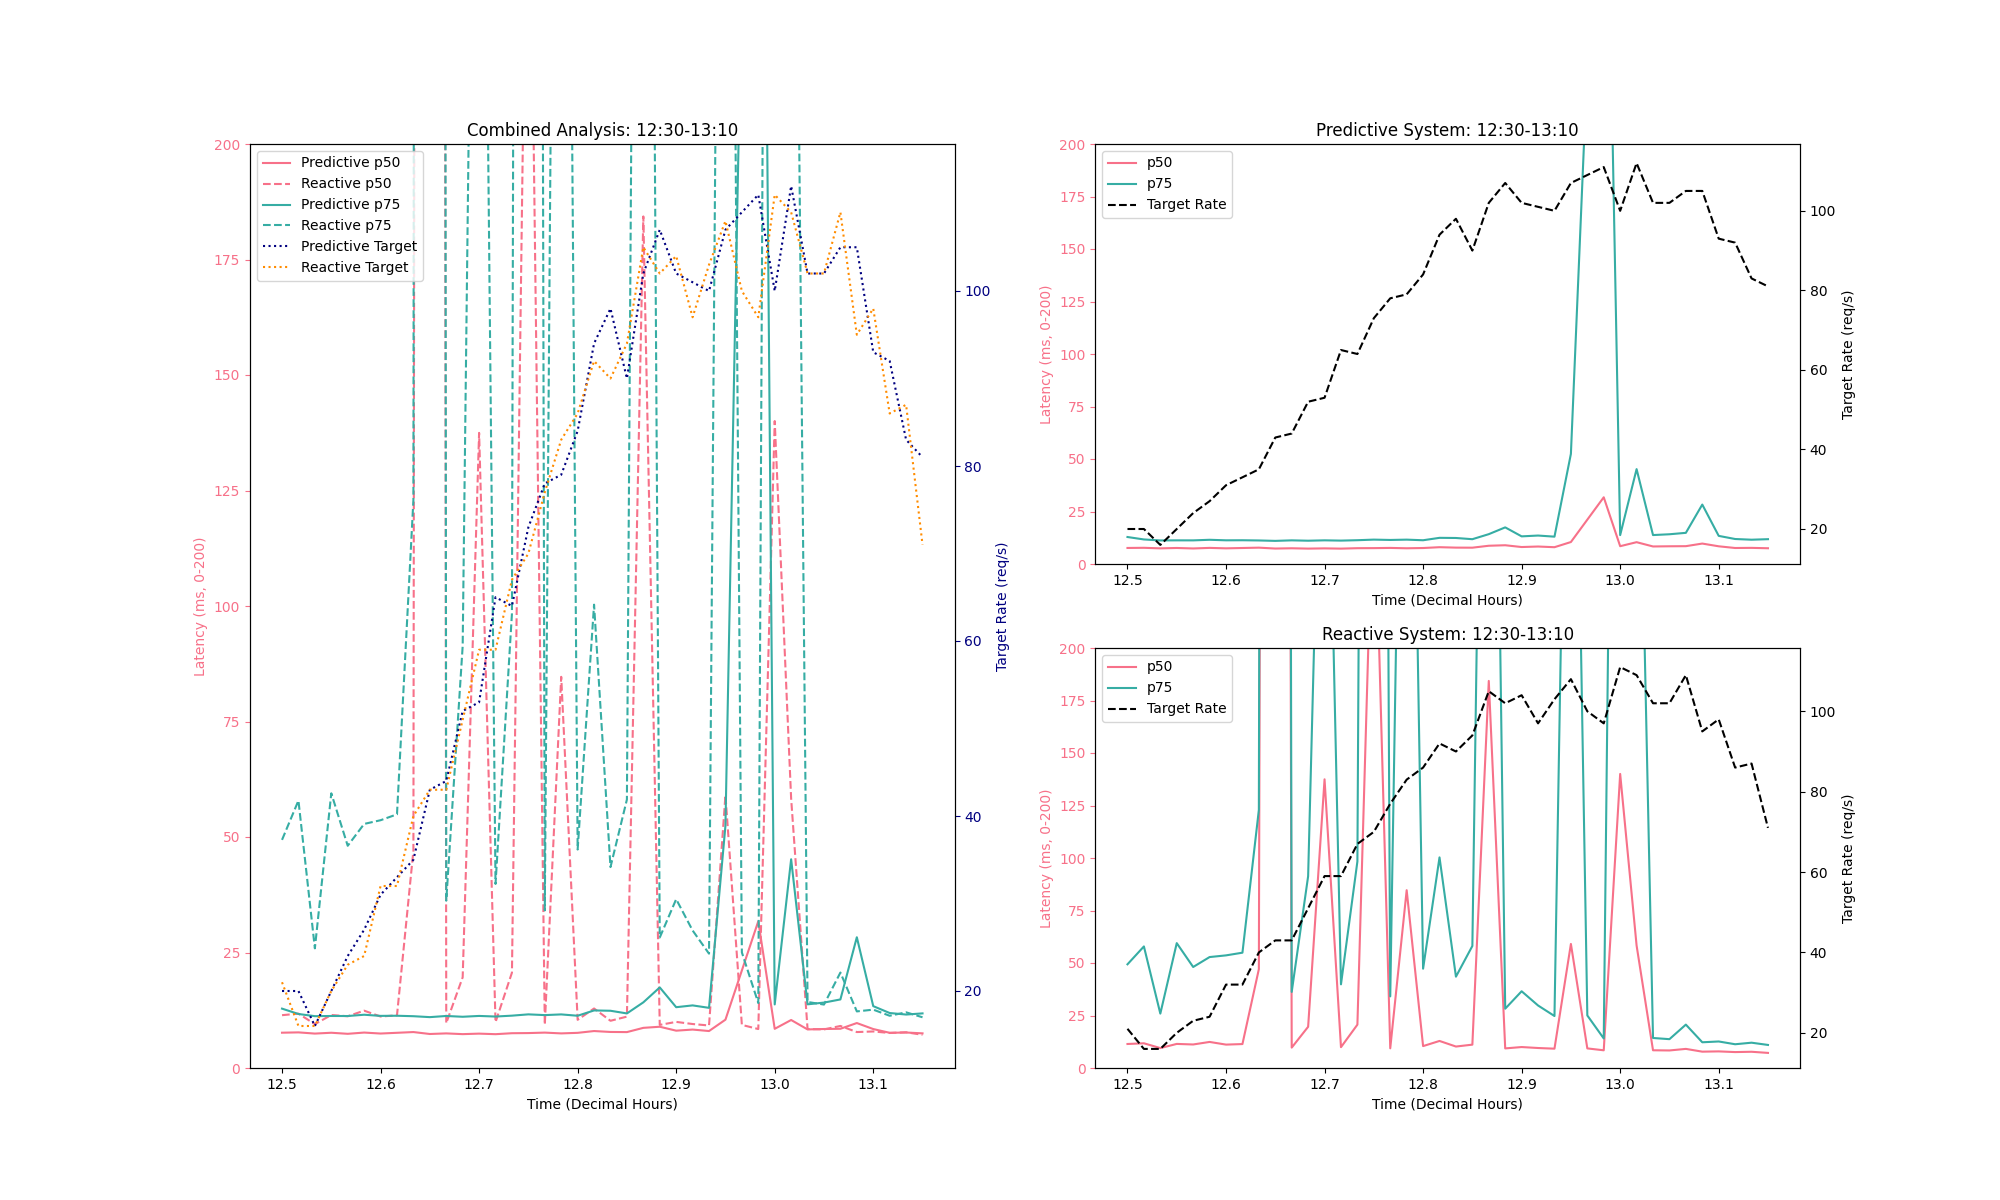 Combined Analysis: 12:30-13:10
Predictive p50
Reactive p50
Predictive p75
Reactive p75
Predictive Target
Reactive Target
200
175
150
125
100
75
50
25
0
Latency (ms, 0-200)
100
80
60
40
20
Target Rate (req/s)
12.5 12.6 12.7 12.8 12.9 13.0 13.1
Time (Decimal Hours)
Predictive System: 12:30-13:10
p50
p75
Target Rate
200
175
150
125
100
75
50
25
0
Latency (ms, 0-200)
100
80
60
40
20
Target Rate (req/s)
12.5 12.6 12.7 12.8 12.9 13.0 13.1
Time (Decimal Hours)
Reactive System: 12:30-13:10
p50
p75
Target Rate
200
175
150
125
100
75
50
25
0
Latency (ms, 0-200)
100
80
60
40
20
Target Rate (req/s)
12.5 12.6 12.7 12.8 12.9 13.0 13.1
Time (Decimal Hours)